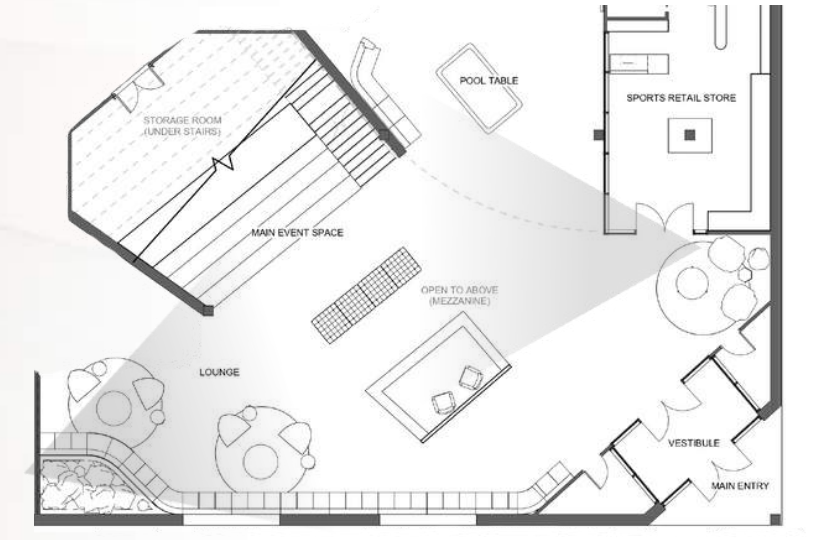 POOL TABLE
SPORTS RETAIL STORE
STORAGE ROOM
(UNDER STAIRS)
MAIN EVENT SPACE
OPEN TO ABOVE
(MEZZANINE)
LOUNGE
VESTIBULE
MAIN ENTRY